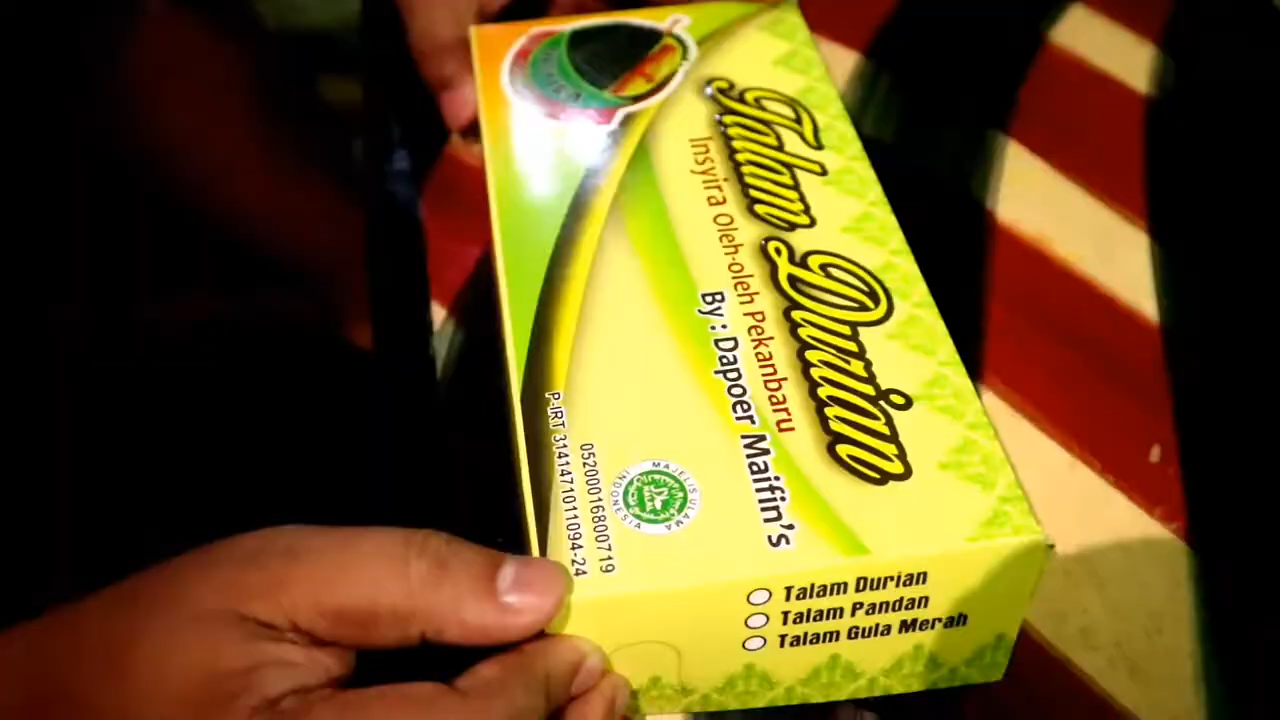 Talam Durian
Insyira Oleh-oleh Pekanbaru
By : Dapoer Maifin's
MAJELIS ULAMA INDONESIA
05200016800719
P-IRT 3141471011094-24
Talam Durian
Talam Pandan
Talam Gula Merah